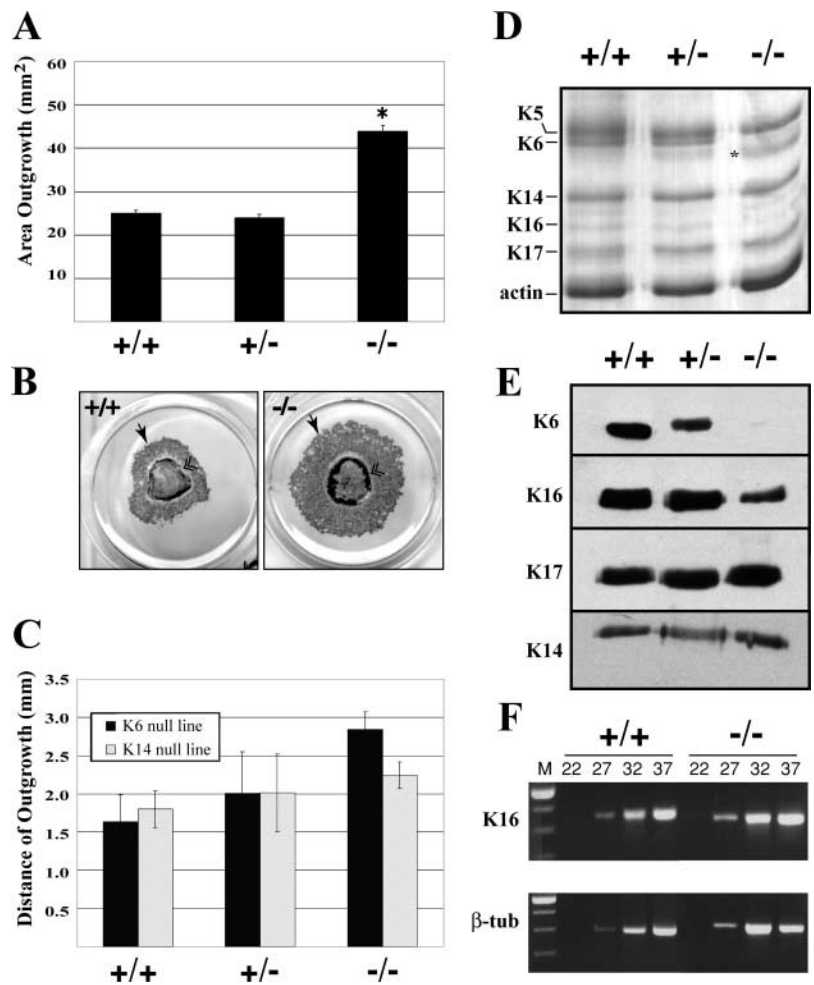 A
Area Outgrowth (mm²)
60
50
40
30
20
10
*
+/+ +/- -/-
B
+/+
-/-
C
Distance of Outgrowth (mm)
3.5
3.0
2.5
2.0
1.5
1.0
0.5
K6 null line
K14 null line
+/+ +/- -/-
D
+/+ +/- -/-
K5
K6
*
K14
K16
K17
actin
E
+/+ +/- -/-
K6
K16
K17
K14
F
+/+ -/-
M 22 27 32 37 22 27 32 37
K16
β-tub